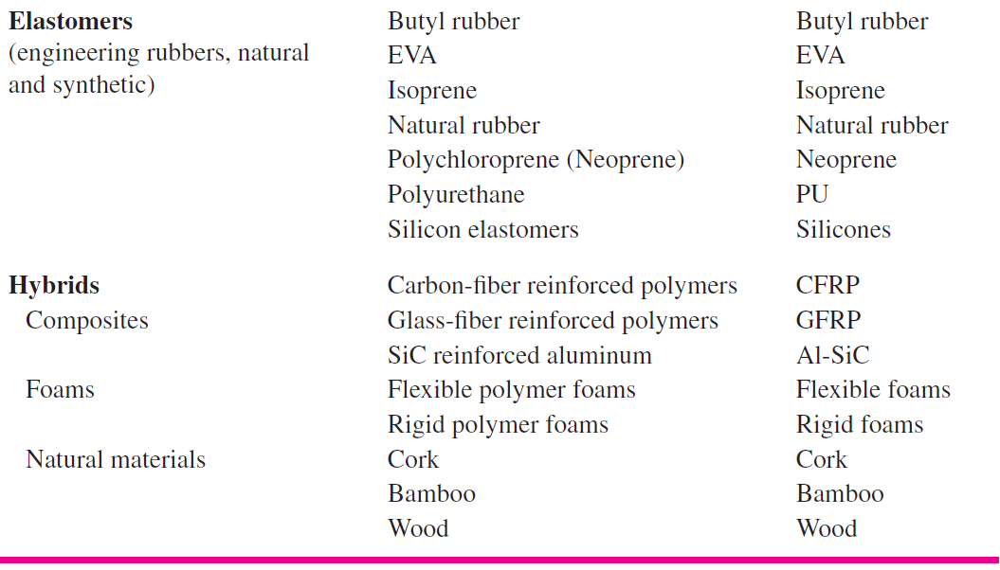 Elastomers Butyl rubber Butyl rubber
(engineering rubbers, natural EVA EVA
and synthetic) Isoprene Isoprene
Natural rubber Natural rubber
Polychloroprene (Neoprene) Neoprene
Polyurethane PU
Silicon elastomers Silicones
Hybrids Carbon-fiber reinforced polymers CFRP
Composites Glass-fiber reinforced polymers GFRP
SiC reinforced aluminum Al-SiC
Foams Flexible polymer foams Flexible foams
Rigid polymer foams Rigid foams
Natural materials Cork Cork
Bamboo Bamboo
Wood Wood